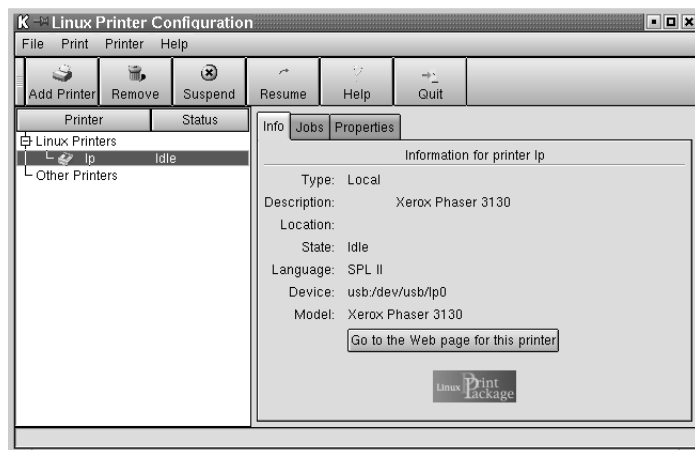 K Linux Printer Configuration
File Print Printer Help
Add Printer Remove Suspend Resume Help Quit
Printer Status
Linux Printers
lp Idle
Other Printers
Info Jobs Properties
Information for printer lp
Type: Local
Description: Xerox Phaser 3130
Location:
State: Idle
Language: SPL II
Device: usb:/dev/usb/lp0
Model: Xerox Phaser 3130
Go to the Web page for this printer
Linux Print Package